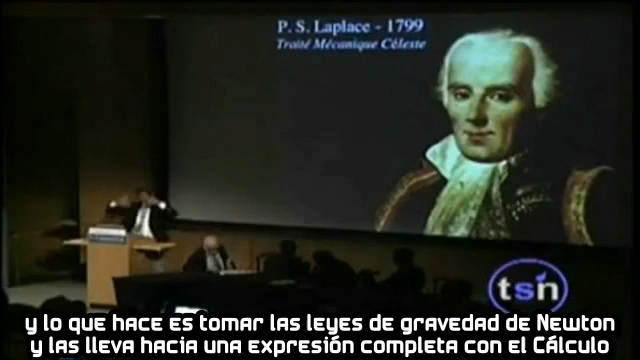 P. S. Laplace - 1799
Traité Mécanique Céleste
tsn
y lo que hace es tomar las leyes de gravedad de Newton
y las lleva hacia una expresión completa con el Cálculo